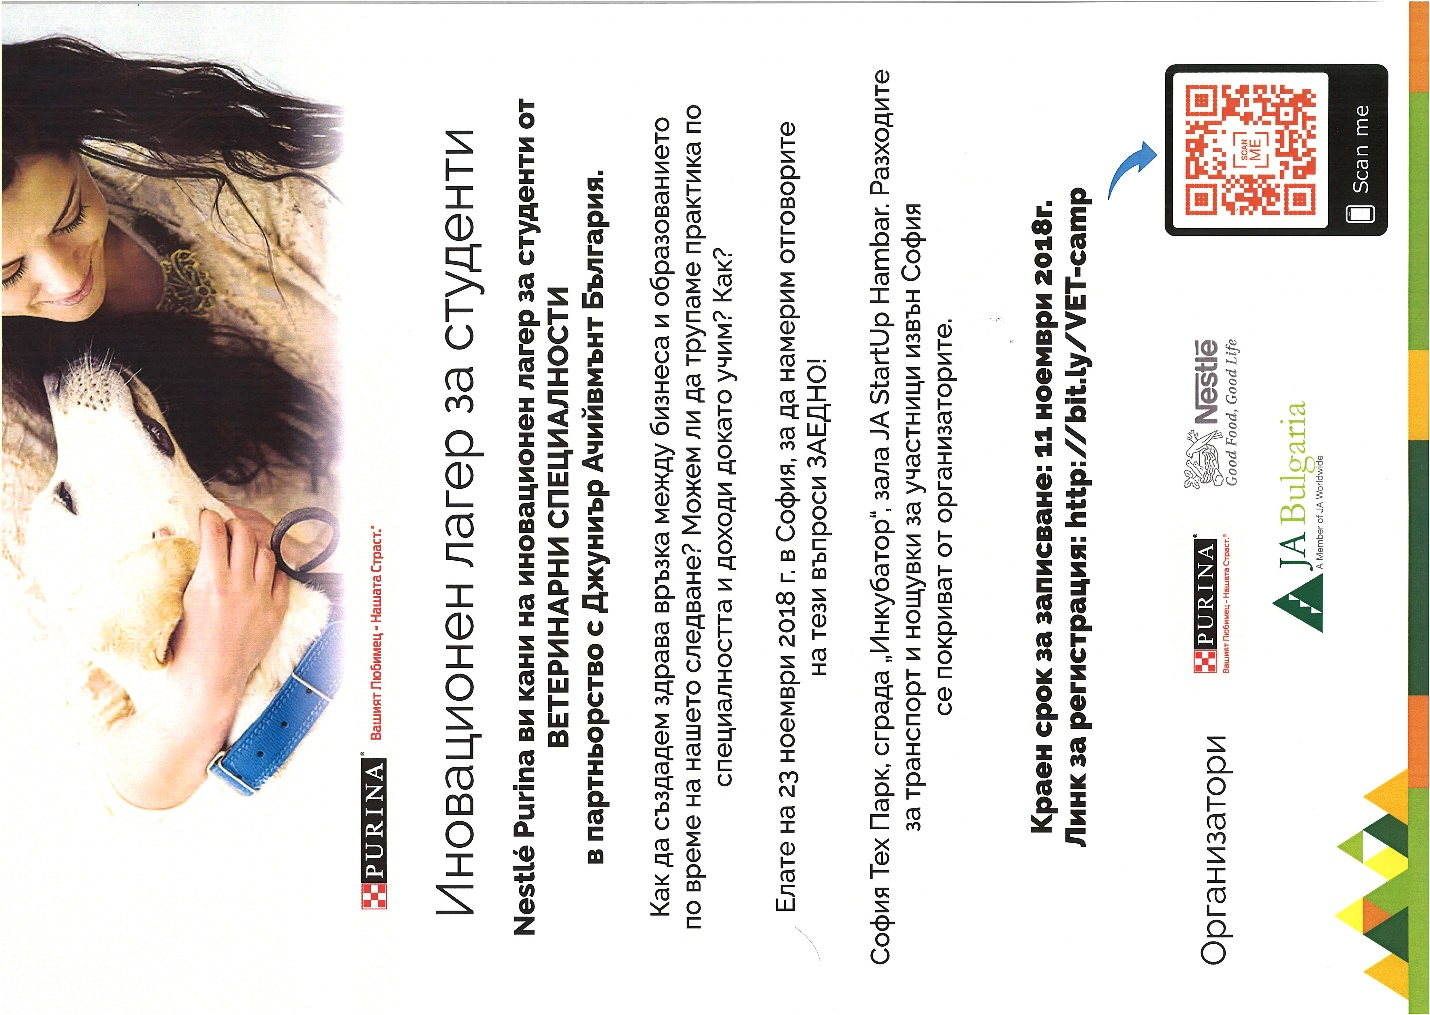 PURINA® Вашият Любимец - Нашата Страст.®
Иновационен лагер за студенти
Nestlé Purina ви кани на иновационен лагер за студенти от
ВЕТЕРИНАРНИ СПЕЦИАЛНОСТИ
в партньорство с Джуниър Ачийвмънт България.
Как да създадем здрава връзка между бизнеса и образованието
по време на нашето следване? Можем ли да трупаме практика по
специалността и доходи докато учим? Как?
Елате на 23 ноември 2018 г. в София, за да намерим отговорите
на тези въпроси ЗАЕДНО!
София Тех Парк, сграда „Инкубатор“, зала JA StartUp Hambar. Разходите
за транспорт и нощувки за участници извън София
се покриват от организаторите.
Краен срок за записване: 11 ноември 2018г.
Линк за регистрация: http://bit.ly/VET-camp
SCAN
ME
Scan me
Организатори
PURINA®
Вашият Любимец - Нашата Страст.®
Nestlé
Good Food, Good Life
JA Bulgaria
A Member of JA Worldwide